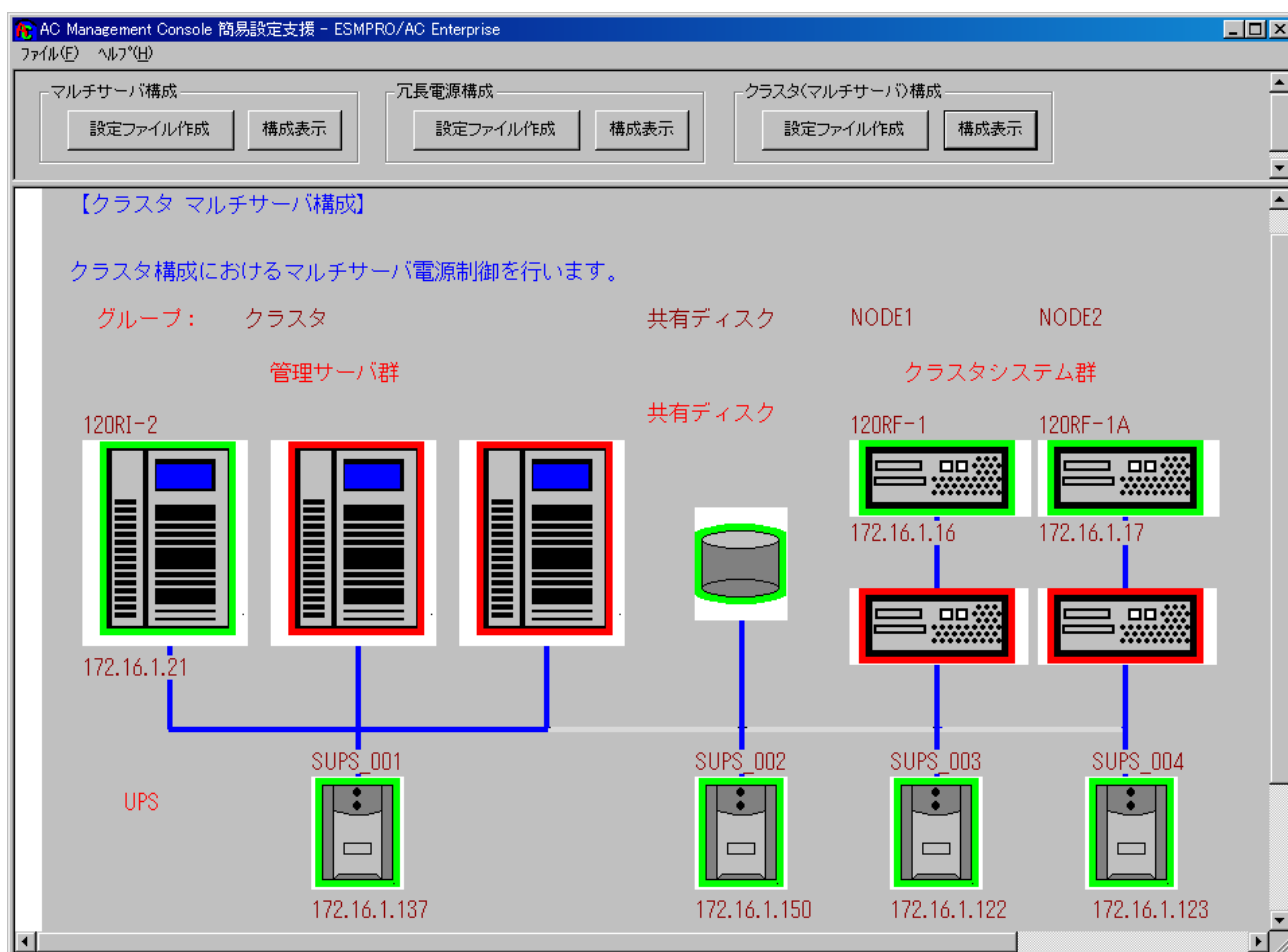 AC Management Console 簡易設定支援 - ESMPRO/AC Enterprise
ファイル(F) ヘルプ(H)
マルチサーバ構成 冗長電源構成 クラスタ(マルチサーバ)構成
設定ファイル作成 構成表示 設定ファイル作成 構成表示 設定ファイル作成 構成表示
【クラスタ マルチサーバ構成】
クラスタ構成におけるマルチサーバ電源制御を行います。
グループ： クラスタ 共有ディスク NODE1 NODE2
管理サーバ群 クラスタシステム群
共有ディスク
120RI-2 120RF-1 120RF-1A
172.16.1.16 172.16.1.17
172.16.1.21
SUPS_001 SUPS_002 SUPS_003 SUPS_004
UPS
172.16.1.137 172.16.1.150 172.16.1.122 172.16.1.123